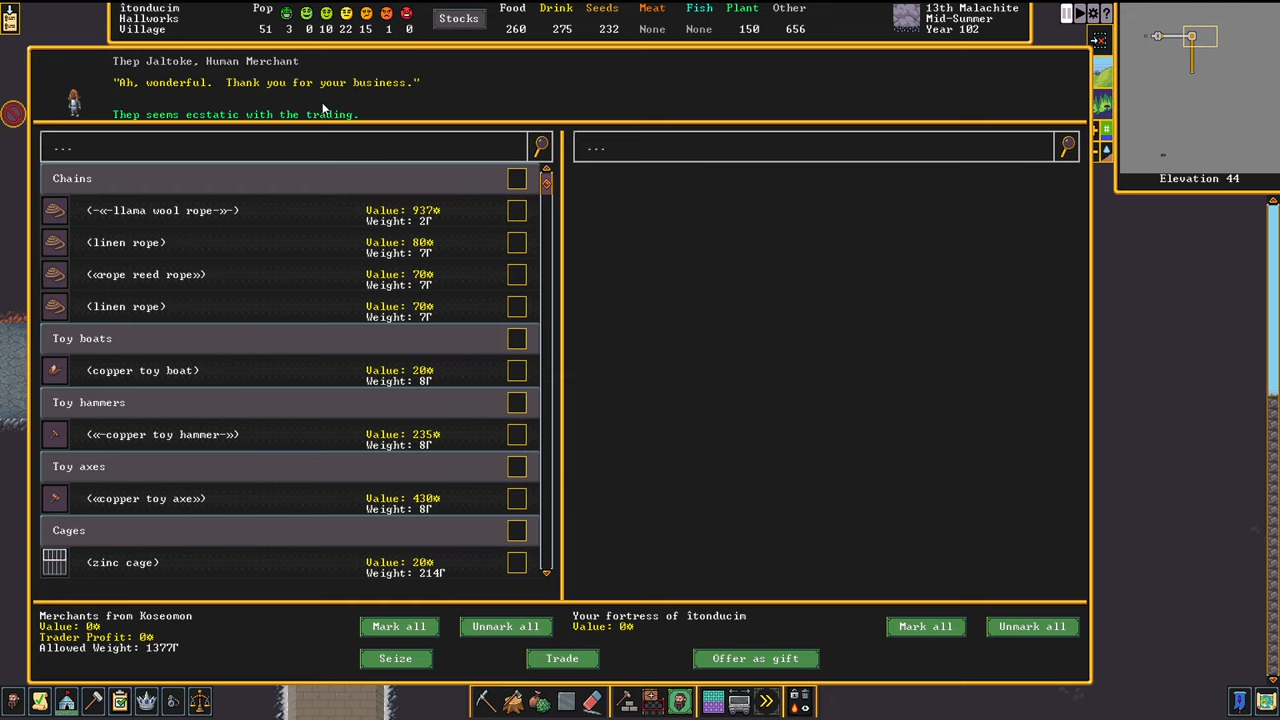 îtonducim
Hallworks
Village
Pop
51 3 0 10 22 15 1 0
Stocks
Food Drink Seeds Meat Fish Plant Other
260 275 232 None None 150 656
13th Malachite
Mid-Summer
Year 102
Thep Jaltoke, Human Merchant
"Ah, wonderful. Thank you for your business."
Thep seems ecstatic with the trading.
Elevation 44
...
...
Chains
(-«-llama wool rope-»-) Value: 937☼
Weight: 2Γ
(linen rope) Value: 80☼
Weight: 7Γ
(«rope reed rope») Value: 70☼
Weight: 7Γ
(linen rope) Value: 70☼
Weight: 7Γ
Toy boats
(copper toy boat) Value: 20☼
Weight: 8Γ
Toy hammers
(«-copper toy hammer-») Value: 235☼
Weight: 8Γ
Toy axes
(«copper toy axe») Value: 430☼
Weight: 8Γ
Cages
(zinc cage) Value: 20☼
Weight: 214Γ
Merchants from Koseomon
Value: 0☼
Trader Profit: 0☼
Allowed Weight: 1377Γ
Mark all Unmark all
Seize Trade Offer as gift
Your fortress of îtonducim
Value: 0☼
Mark all Unmark all